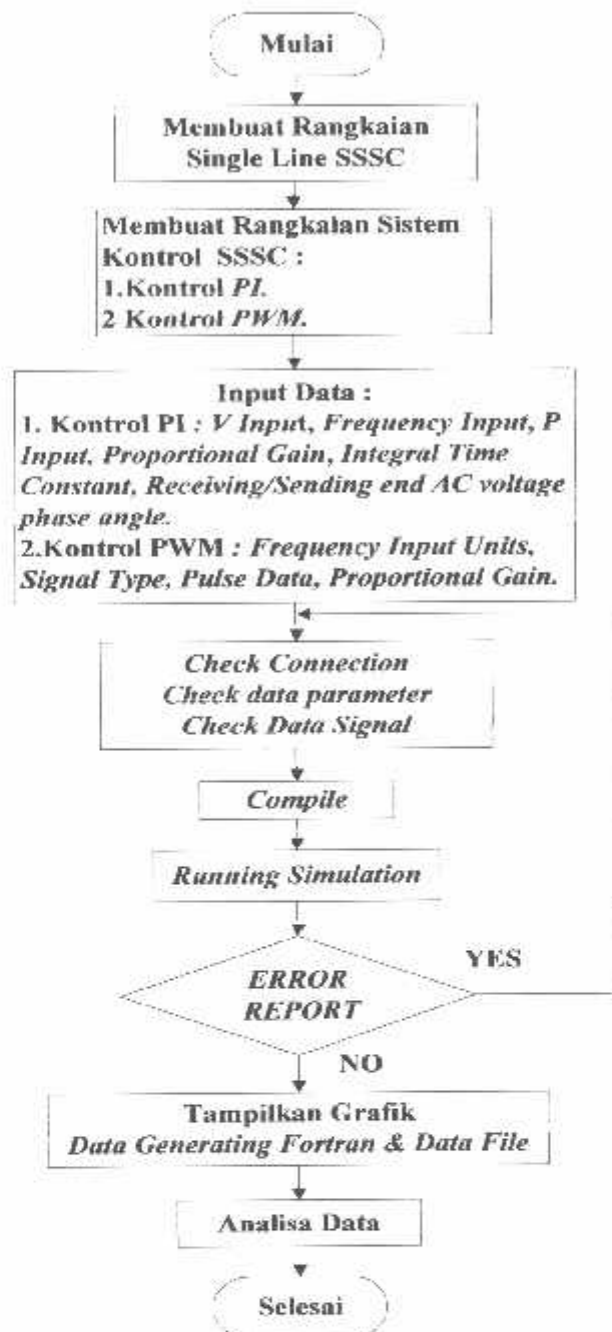 Mulai
Membuat Rangkaian
Single Line SSSC
Membuat Rangkaian Sistem
Kontrol SSSC :
1.Kontrol PI.
2 Kontrol PWM.
Input Data :
1. Kontrol PI : V Input, Frequency Input, P
Input, Proportional Gain, Integral Time
Constant, Receiving/Sending end AC voltage
phase angle.
2.Kontrol PWM : Frequency Input Units,
Signal Type, Pulse Data, Proportional Gain.
Check Connection
Check data parameter
Check Data Signal
Compile
Running Simulation
ERROR
REPORT
YES
NO
Tampilkan Grafik
Data Generating Fortran & Data File
Analisa Data
Selesai